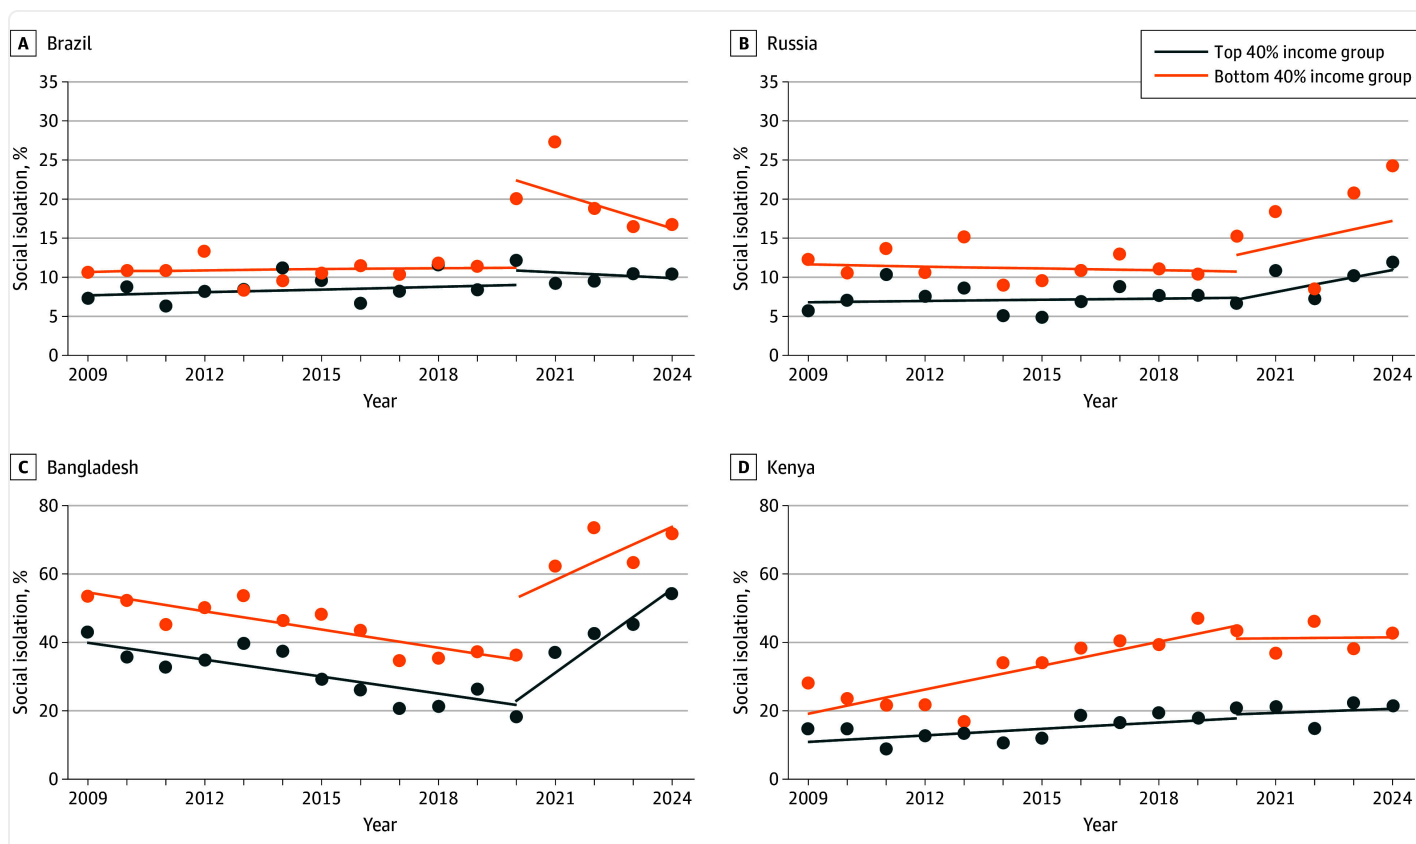 A Brazil
Social isolation, %
35
30
25
20
15
10
5
0
2009 2012 2015 2018 2021 2024
Year
B Russia
Top 40% income group
Bottom 40% income group
Social isolation, %
35
30
25
20
15
10
5
0
2009 2012 2015 2018 2021 2024
Year
C Bangladesh
Social isolation, %
80
60
40
20
0
2009 2012 2015 2018 2021 2024
Year
D Kenya
Social isolation, %
80
60
40
20
0
2009 2012 2015 2018 2021 2024
Year